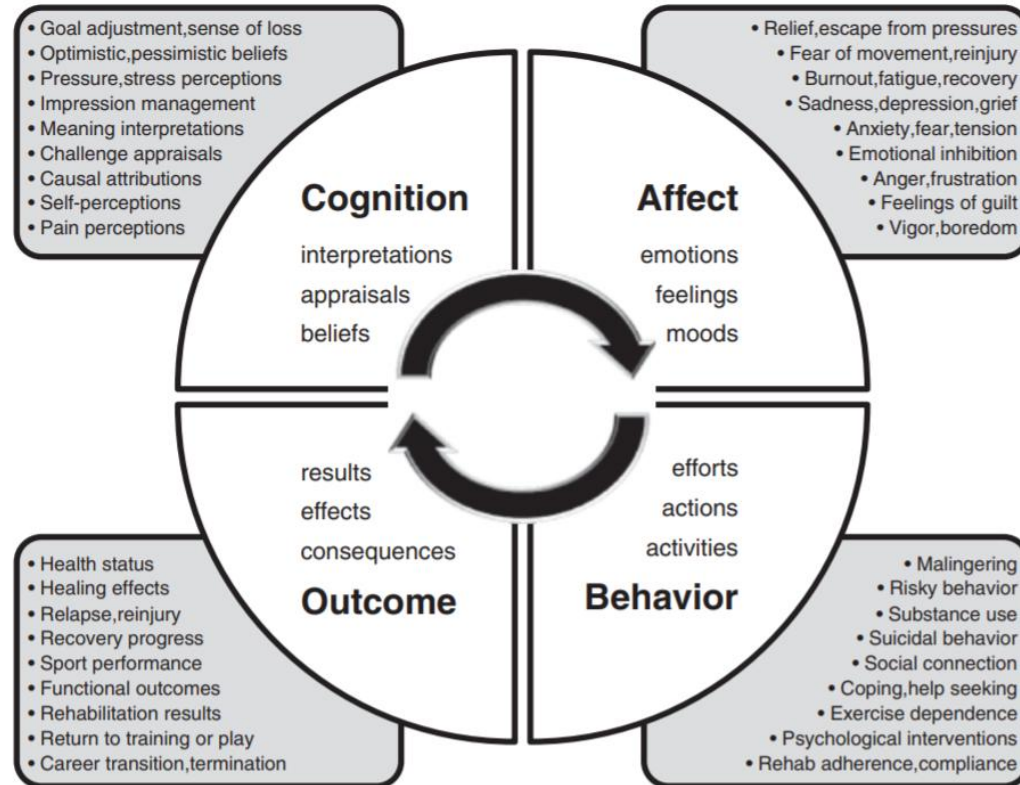 • Goal adjustment,sense of loss
• Optimistic,pessimistic beliefs
• Pressure,stress perceptions
• Impression management
• Meaning interpretations
• Challenge appraisals
• Causal attributions
• Self-perceptions
• Pain perceptions
• Relief,escape from pressures
• Fear of movement,reinjury
• Burnout,fatigue,recovery
• Sadness,depression,grief
• Anxiety,fear,tension
• Emotional inhibition
• Anger,frustration
• Feelings of guilt
• Vigor,boredom
Cognition
interpretations
appraisals
beliefs
Affect
emotions
feelings
moods
results
effects
consequences
Outcome
efforts
actions
activities
Behavior
• Health status
• Healing effects
• Relapse,reinjury
• Recovery progress
• Sport performance
• Functional outcomes
• Rehabilitation results
• Return to training or play
• Career transition,termination
• Malingering
• Risky behavior
• Substance use
• Suicidal behavior
• Social connection
• Coping,help seeking
• Exercise dependence
• Psychological interventions
• Rehab adherence,compliance